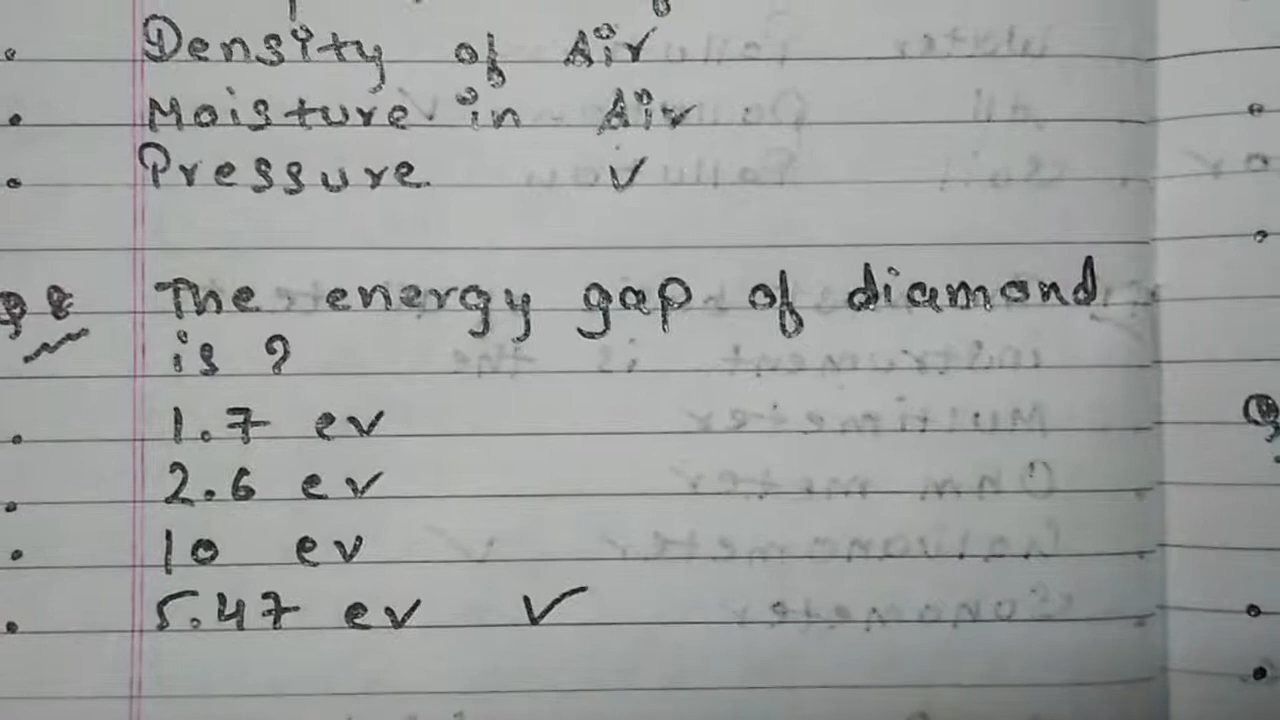 Density of Air
Moisture in Air
Pressure ✓
The energy gap of diamond
is ?
1.7 ev
2.6 ev
10 ev
5.47 ev ✓